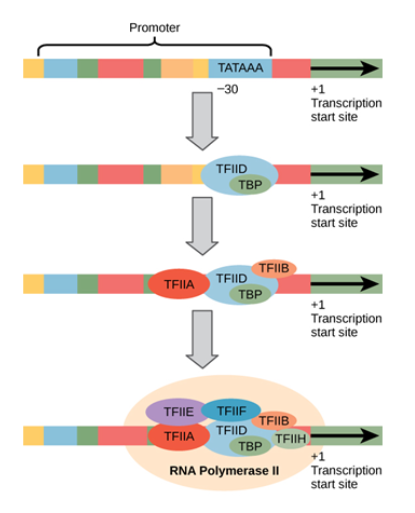 Promoter
TATAAA
−30
+1
Transcription
start site
TFIID
TBP
+1
Transcription
start site
TFIIB
TFIIA
TFIID
TBP
+1
Transcription
start site
TFIIE
TFIIF
TFIIB
TFIIA
TFIID
TFIIH
TBP
RNA Polymerase II
+1
Transcription
start site